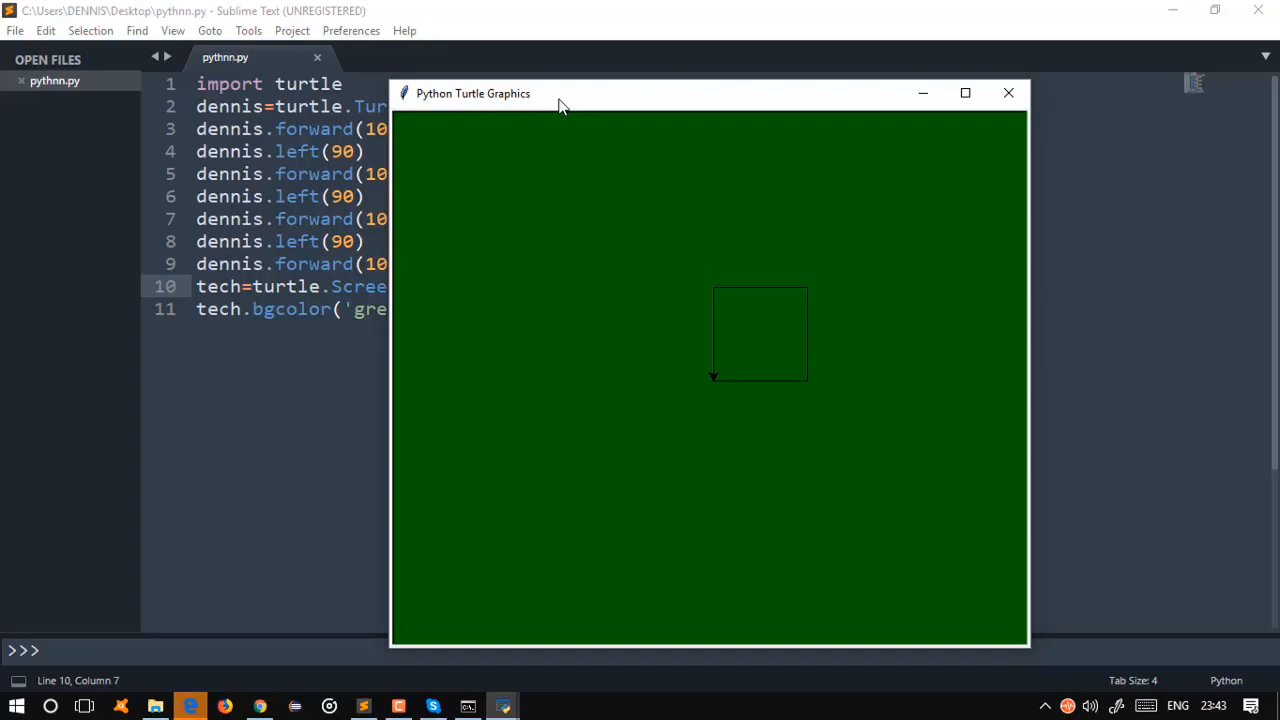 C:\Users\DENNIS\Desktop\pythnn.py - Sublime Text (UNREGISTERED)
File Edit Selection Find View Goto Tools Project Preferences Help
OPEN FILES
pythnn.py
pythnn.py
1 import turtle
2 dennis=turtle.Tur
3 dennis.forward(10
4 dennis.left(90)
5 dennis.forward(10
6 dennis.left(90)
7 dennis.forward(10
8 dennis.left(90)
9 dennis.forward(10
10 tech=turtle.Scree
11 tech.bgcolor('gre
Python Turtle Graphics
>>>
Line 10, Column 7
Tab Size: 4
Python
ENG
23:43